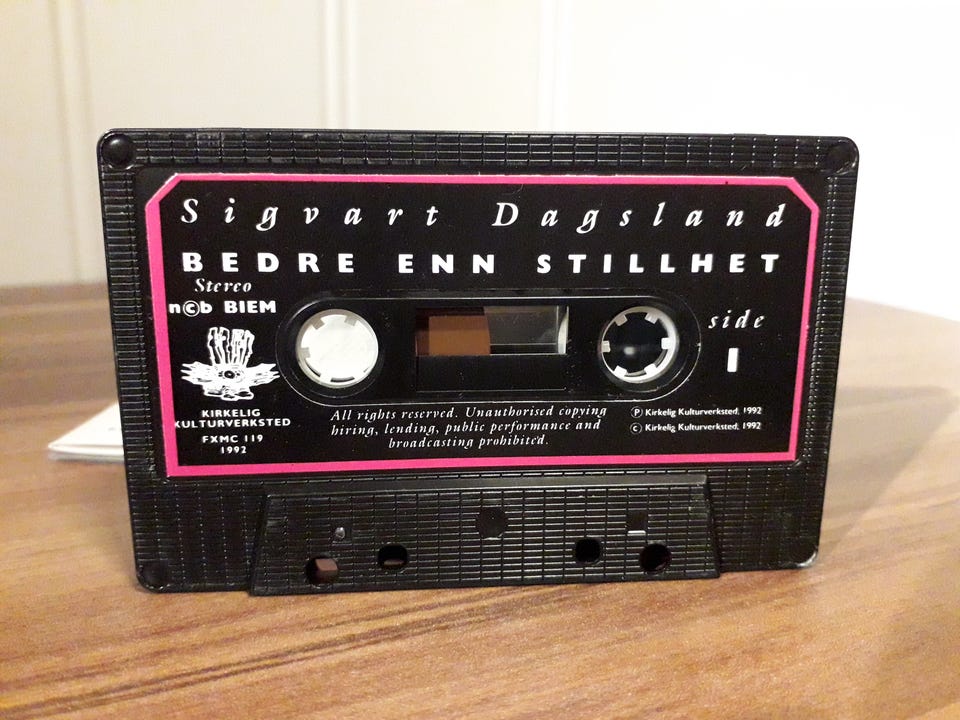 Sigvart Dagsland
BEDRE ENN STILLHET
Stereo
n©b BIEM
side
1
KIRKELIG
KULTURVERKSTED
FXMC 119
1992
All rights reserved. Unauthorised copying
hiring, lending, public performance and
broadcasting prohibited.
Ⓟ Kirkelig Kulturverksted, 1992
© Kirkelig Kulturverksted, 1992